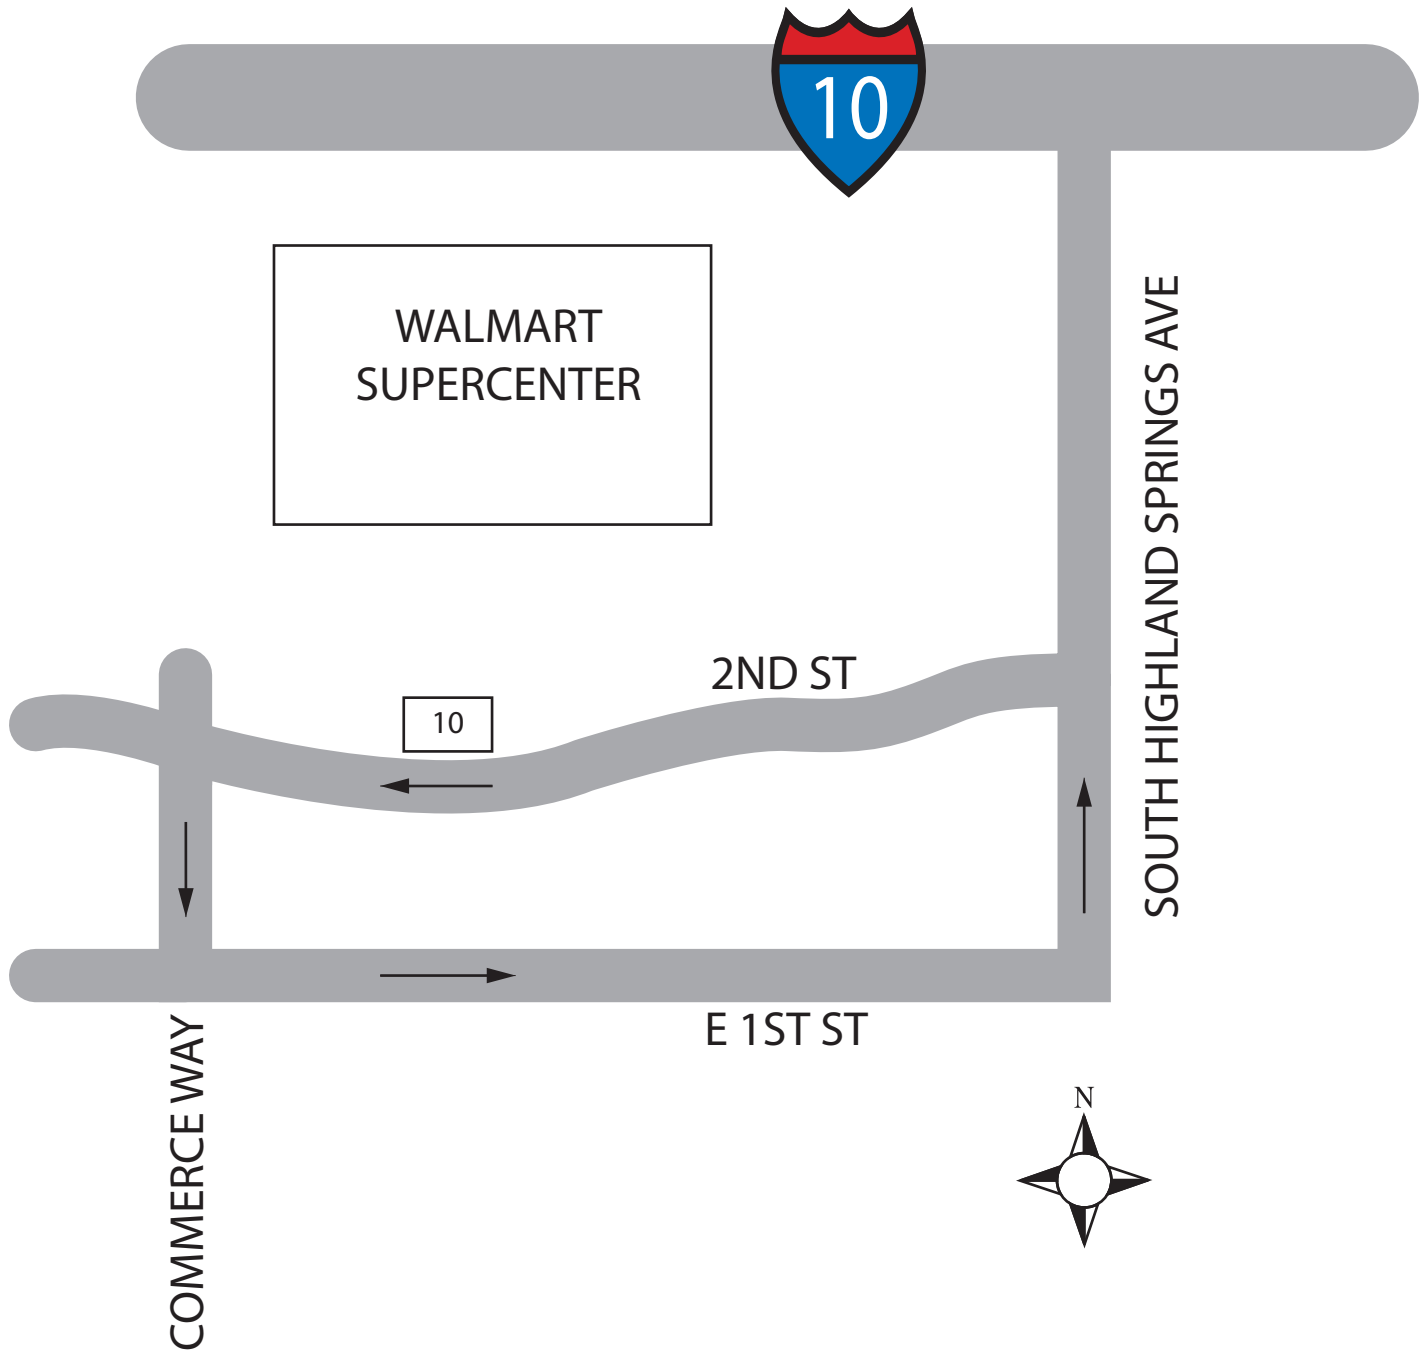 10
WALMART
SUPERCENTER
SOUTH HIGHLAND SPRINGS AVE
2ND ST
10
E 1ST ST
COMMERCE WAY
N